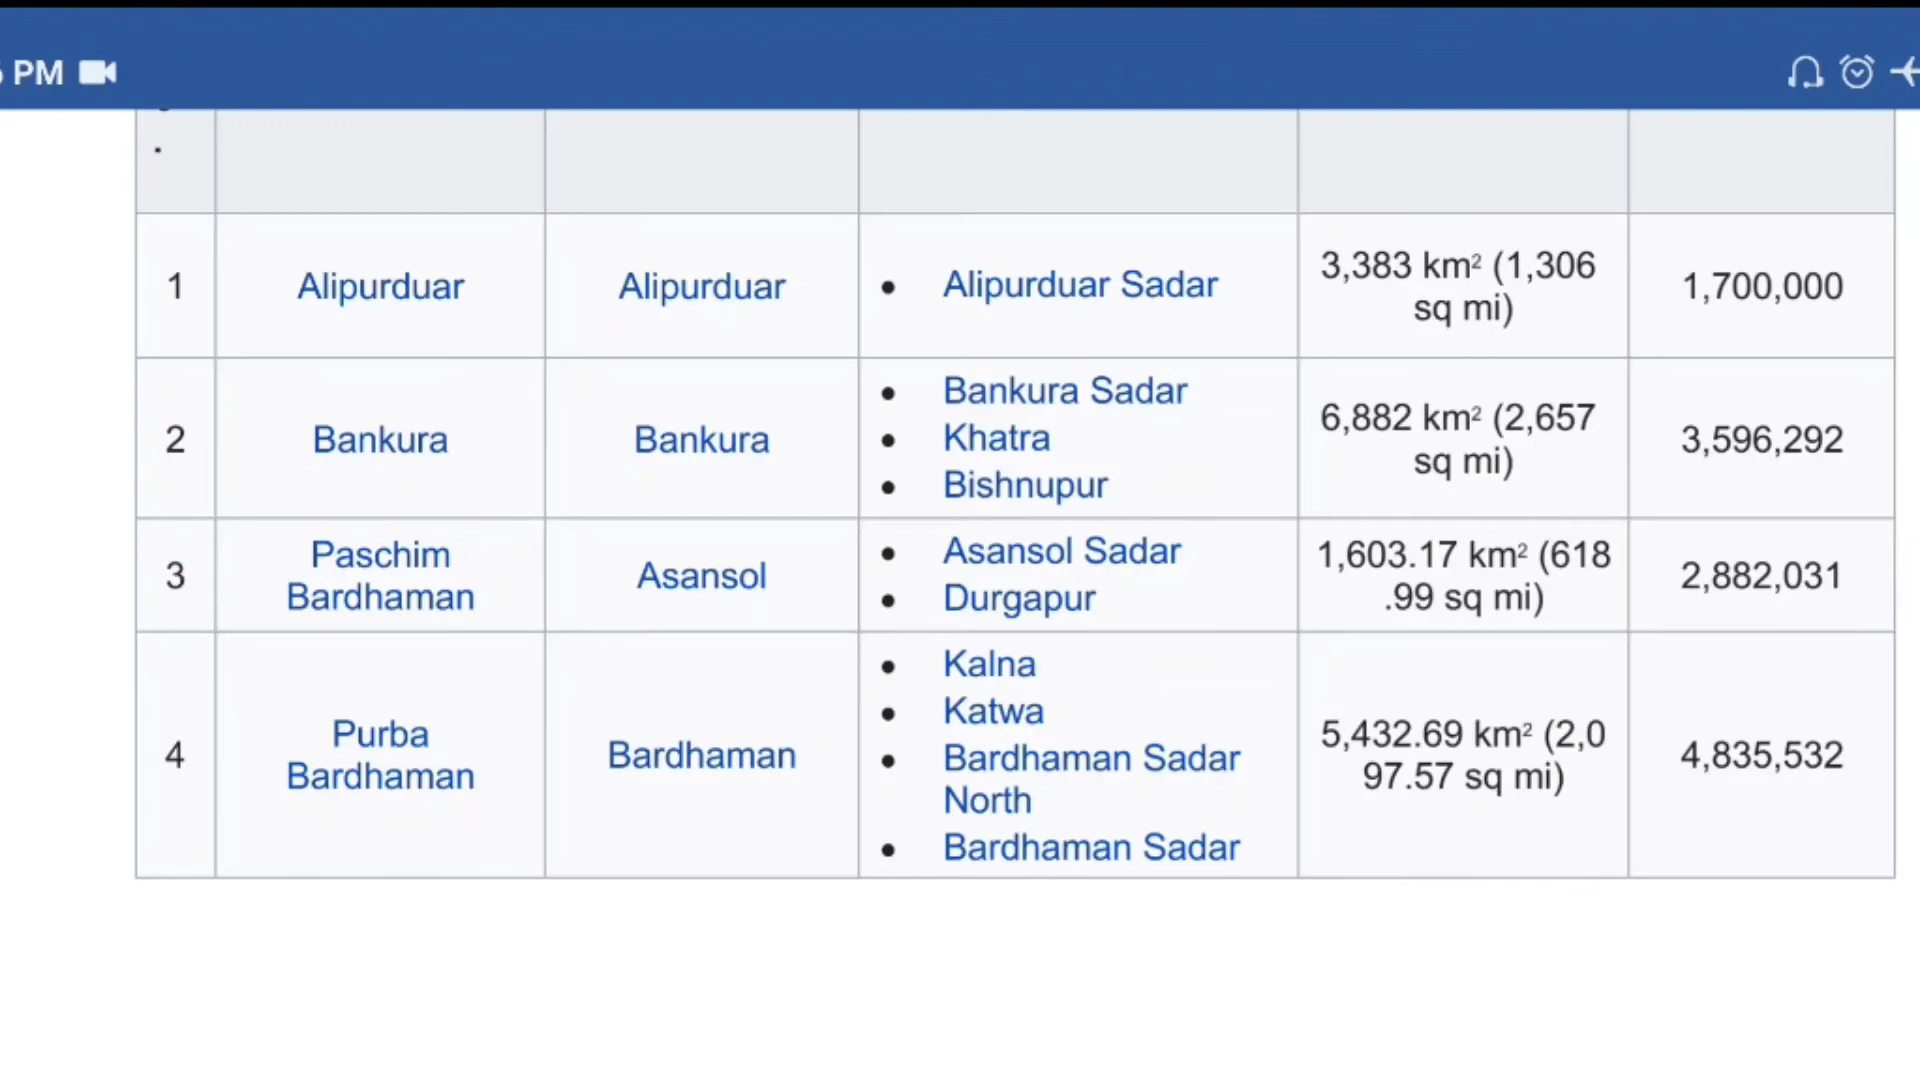 PM
.
1
Alipurduar
Alipurduar
• Alipurduar Sadar
3,383 km² (1,306
sq mi)
1,700,000
2
Bankura
Bankura
• Bankura Sadar
• Khatra
• Bishnupur
6,882 km² (2,657
sq mi)
3,596,292
3
Paschim
Bardhaman
Asansol
• Asansol Sadar
• Durgapur
1,603.17 km² (618
.99 sq mi)
2,882,031
4
Purba
Bardhaman
Bardhaman
• Kalna
• Katwa
• Bardhaman Sadar
North
• Bardhaman Sadar
5,432.69 km² (2,0
97.57 sq mi)
4,835,532